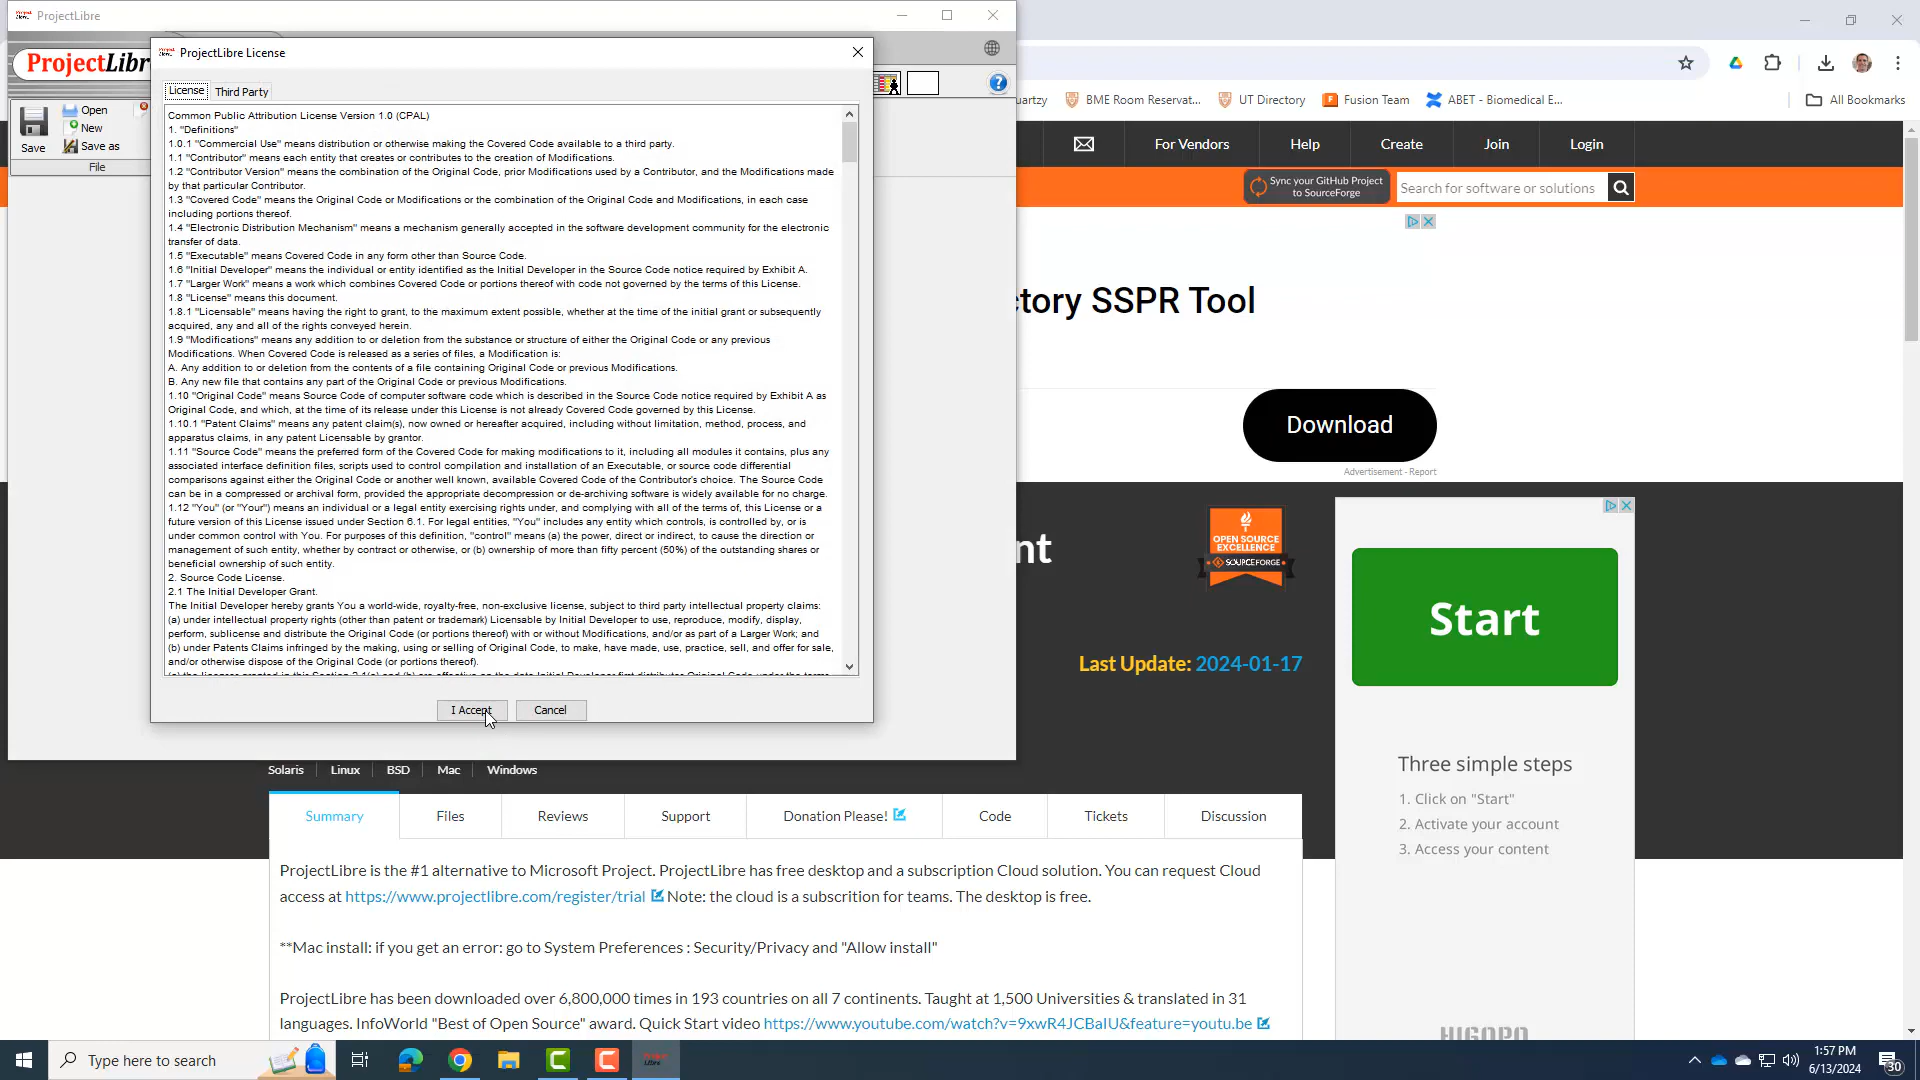 ProjectLibre
ProjectLibre License
ProjectLibr
License
Third Party
Save
Open
New
Save as
File
Common Public Attribution License Version 1.0 (CPAL)
1. "Definitions"
1.0.1 "Commercial Use" means distribution or otherwise making the Covered Code available to a third party.
1.1 "Contributor" means each entity that creates or contributes to the creation of Modifications.
1.2 "Contributor Version" means the combination of the Original Code, prior Modifications used by a Contributor, and the Modifications made
by that particular Contributor.
1.3 "Covered Code" means the Original Code or Modifications or the combination of the Original Code and Modifications, in each case
including portions thereof.
1.4 "Electronic Distribution Mechanism" means a mechanism generally accepted in the software development community for the electronic
transfer of data.
1.5 "Executable" means Covered Code in any form other than Source Code.
1.6 "Initial Developer" means the individual or entity identified as the Initial Developer in the Source Code notice required by Exhibit A.
1.7 "Larger Work" means a work which combines Covered Code or portions thereof with code not governed by the terms of this License.
1.8 "License" means this document.
1.8.1 "Licensable" means having the right to grant, to the maximum extent possible, whether at the time of the initial grant or subsequently
acquired, any and all of the rights conveyed herein.
1.9 "Modifications" means any addition to or deletion from the substance or structure of either the Original Code or any previous
Modifications. When Covered Code is released as a series of files, a Modification is:
A. Any addition to or deletion from the contents of a file containing Original Code or previous Modifications.
B. Any new file that contains any part of the Original Code or previous Modifications.
1.10 "Original Code" means Source Code of computer software code which is described in the Source Code notice required by Exhibit A as
Original Code, and which, at the time of its release under this License is not already Covered Code governed by this License.
1.10.1 "Patent Claims" means any patent claim(s), now owned or hereafter acquired, including without limitation, method, process, and
apparatus claims, in any patent Licensable by grantor.
1.11 "Source Code" means the preferred form of the Covered Code for making modifications to it, including all modules it contains, plus any
associated interface definition files, scripts used to control compilation and installation of an Executable, or source code differential
comparisons against either the Original Code or another well known, available Covered Code of the Contributor's choice. The Source Code
can be in a compressed or archival form, provided the appropriate decompression or de-archiving software is widely available for no charge.
1.12 "You" (or "Your") means an individual or a legal entity exercising rights under, and complying with all of the terms of, this License or a
future version of this License issued under Section 6.1. For legal entities, "You" includes any entity which controls, is controlled by, or is
under common control with You. For purposes of this definition, "control" means (a) the power, direct or indirect, to cause the direction or
management of such entity, whether by contract or otherwise, or (b) ownership of more than fifty percent (50%) of the outstanding shares or
beneficial ownership of such entity.
2. Source Code License.
2.1 The Initial Developer Grant.
The Initial Developer hereby grants You a world-wide, royalty-free, non-exclusive license, subject to third party intellectual property claims:
(a) under intellectual property rights (other than patent or trademark) Licensable by Initial Developer to use, reproduce, modify, display,
perform, sublicense and distribute the Original Code (or portions thereof) with or without Modifications, and/or as part of a Larger Work; and
(b) under Patents Claims infringed by the making, using or selling of Original Code, to make, have made, use, practice, sell, and offer for sale,
and/or otherwise dispose of the Original Code (or portions thereof).
I Accept
Cancel
uartzy
BME Room Reservat...
UT Directory
Fusion Team
ABET - Biomedical E...
All Bookmarks
For Vendors
Help
Create
Join
Login
Sync your GitHub Project
to SourceForge
Search for software or solutions
ctory SSPR Tool
Download
Advertisement - Report
nt
OPEN SOURCE
EXCELLENCE
SOURCEFORGE
Last Update: 2024-01-17
Start
Three simple steps
1. Click on "Start"
2. Activate your account
3. Access your content
Solaris | Linux | BSD | Mac | Windows
Summary
Files
Reviews
Support
Donation Please!
Code
Tickets
Discussion
ProjectLibre is the #1 alternative to Microsoft Project. ProjectLibre has free desktop and a subscription Cloud solution. You can request Cloud
access at https://www.projectlibre.com/register/trial Note: the cloud is a subscrition for teams. The desktop is free.
**Mac install: if you get an error: go to System Preferences : Security/Privacy and "Allow install"
ProjectLibre has been downloaded over 6,800,000 times in 193 countries on all 7 continents. Taught at 1,500 Universities & translated in 31
languages. InfoWorld "Best of Open Source" award. Quick Start video https://www.youtube.com/watch?v=9xwR4JCBaIU&feature=youtu.be
Type here to search
1:57 PM
6/13/2024
30